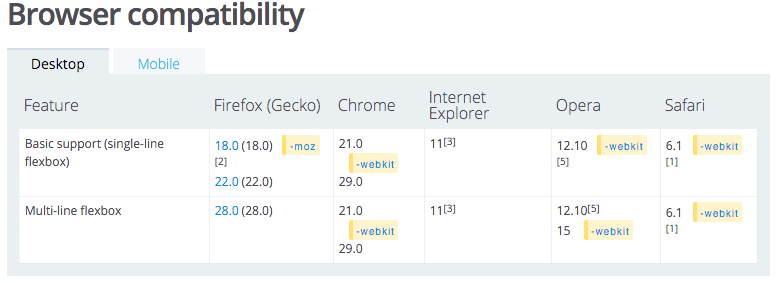 Browser compatibility
Desktop Mobile
Feature Firefox (Gecko) Chrome Internet Explorer Opera Safari
Basic support (single-line flexbox) 18.0 (18.0) -moz [2] 22.0 (22.0) 21.0 -webkit 29.0 11[3] 12.10 -webkit [5] 6.1 -webkit [1]
Multi-line flexbox 28.0 (28.0) 21.0 -webkit 29.0 11[3] 12.10[5] 15 -webkit 6.1 -webkit [1]